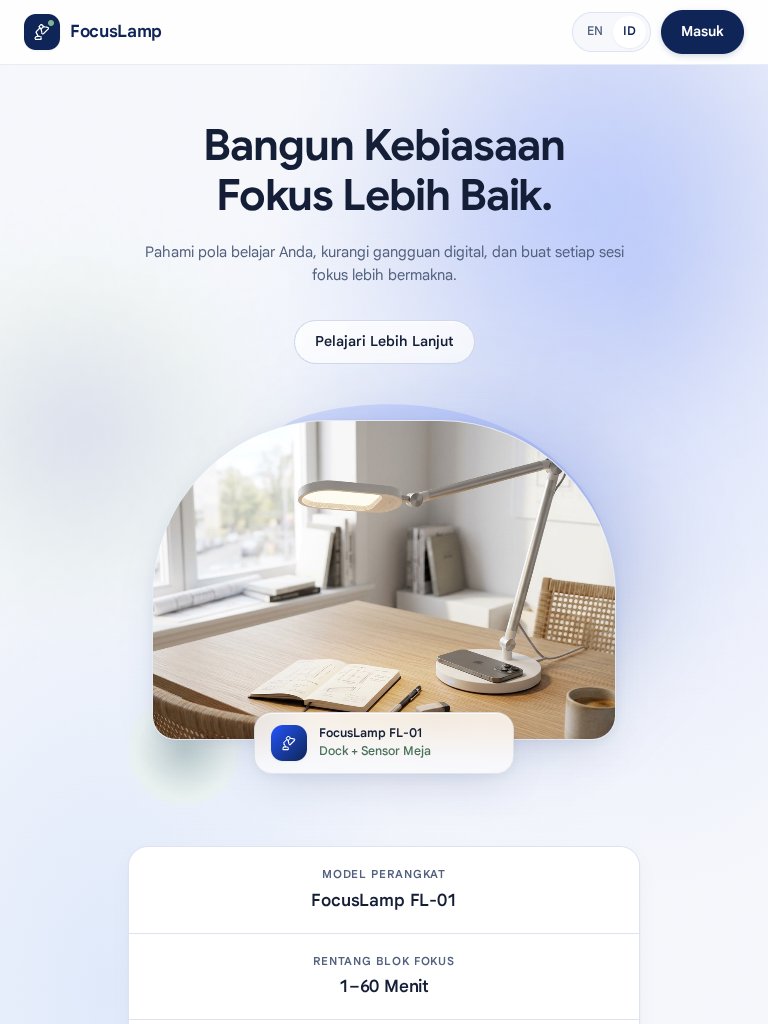 FocusLamp
EN
ID
Masuk
Bangun Kebiasaan
Fokus Lebih Baik.
Pahami pola belajar Anda, kurangi gangguan digital, dan buat setiap sesi
fokus lebih bermakna.
Pelajari Lebih Lanjut
FocusLamp FL-01
Dock + Sensor Meja
MODEL PERANGKAT
FocusLamp FL-01
RENTANG BLOK FOKUS
1–60 Menit